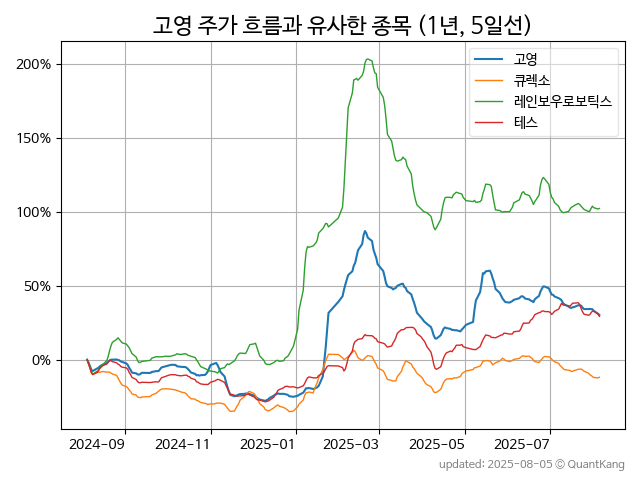 고영 주가 흐름과 유사한 종목 (1년, 5일선)
고영
큐렉소
레인보우로보틱스
테스
200%
150%
100%
50%
0%
2024-09 2024-11 2025-01 2025-03 2025-05 2025-07
updated: 2025-08-05 © QuantKang